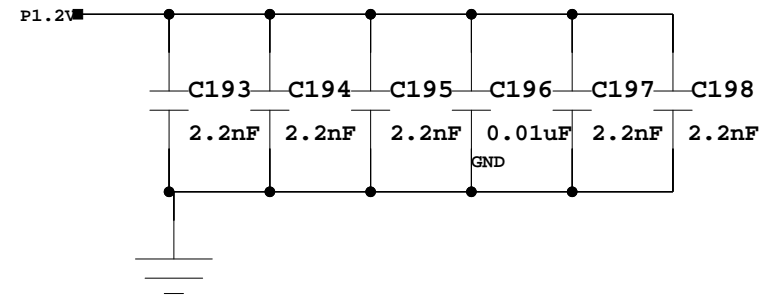 P1.2V
C193 C194 C195 C196 C197 C198
2.2nF 2.2nF 2.2nF 0.01uF 2.2nF 2.2nF
GND